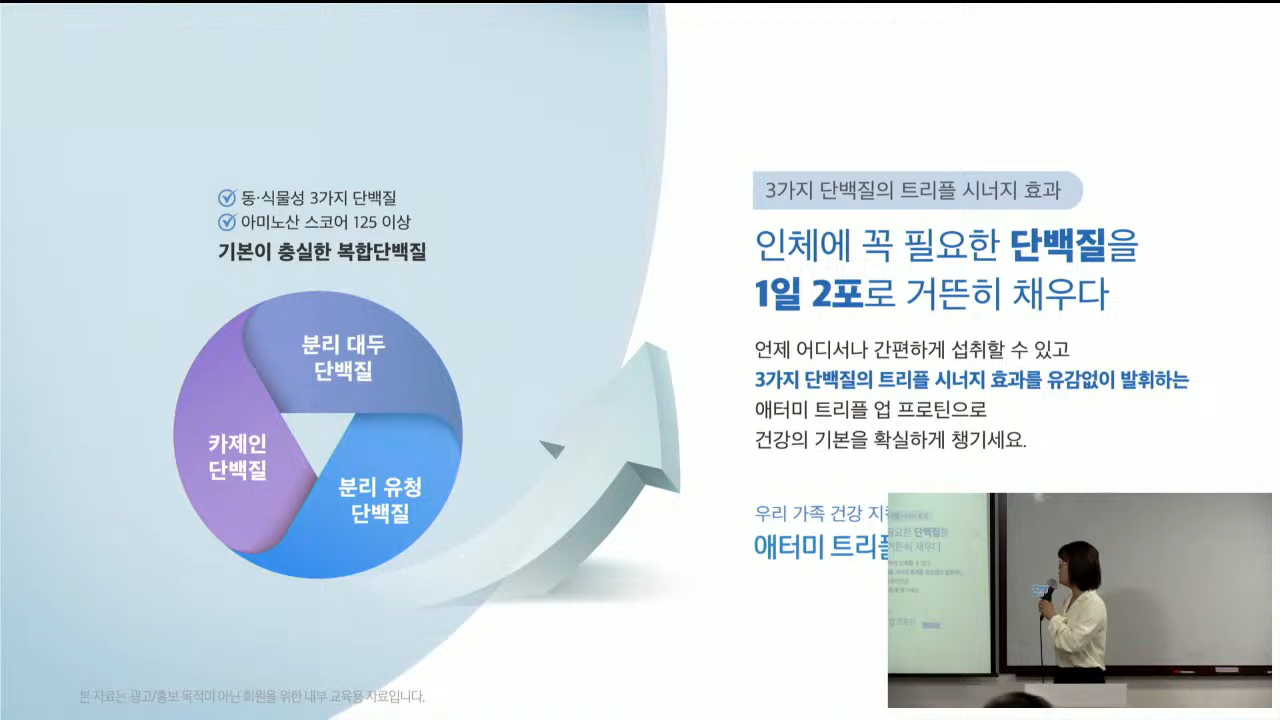 동·식물성 3가지 단백질
아미노산 스코어 125 이상
기본이 충실한 복합단백질
분리 대두
단백질
카제인
단백질
분리 유청
단백질
3가지 단백질의 트리플 시너지 효과
인체에 꼭 필요한 단백질을
1일 2포로 거뜬히 채우다
언제 어디서나 간편하게 섭취할 수 있고
3가지 단백질의 트리플 시너지 효과를 유감없이 발휘하는
애터미 트리플 업 프로틴으로
건강의 기본을 확실하게 챙기세요.
우리 가족 건강 지
애터미 트리플
본 자료는 광고/홍보 목적이 아닌 회원을 위한 내부 교육용 자료입니다.
단백질을
채우다